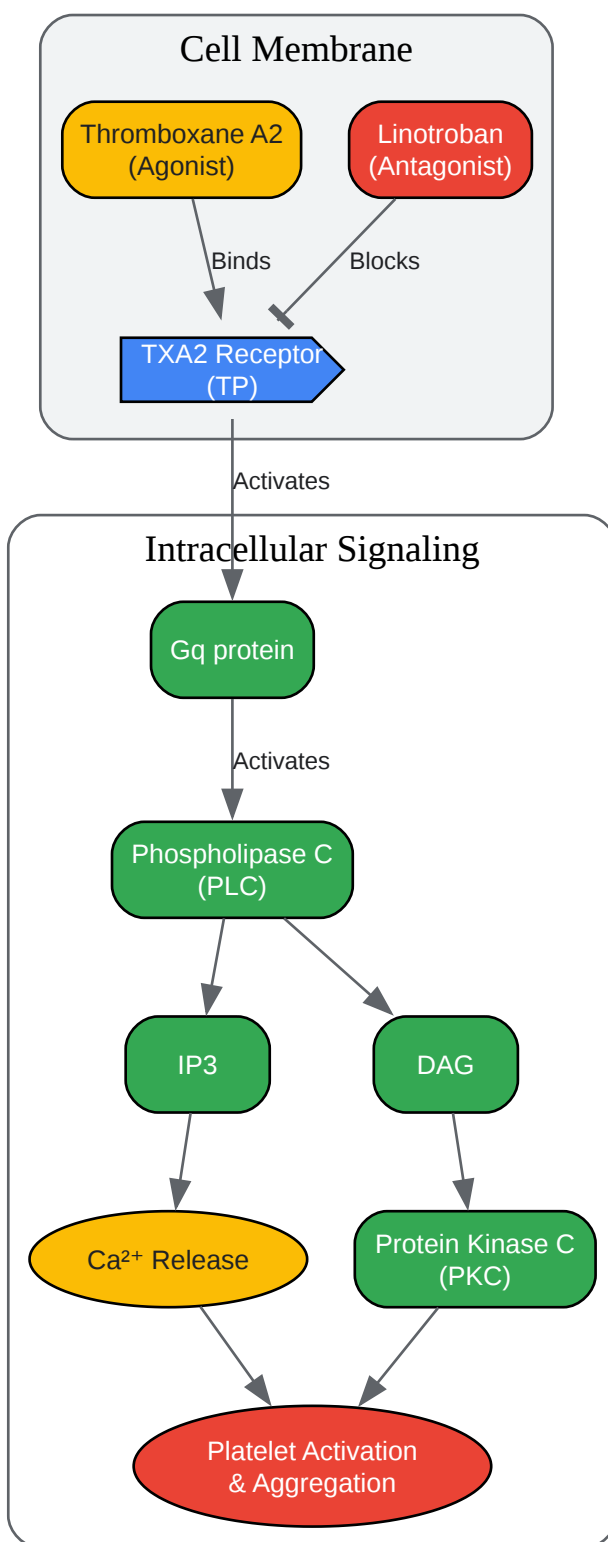 Cell Membrane
Thromboxane A2
(Agonist)
Linotroban
(Antagonist)
Binds
Blocks
TXA2 Receptor
(TP)
Activates
Intracellular Signaling
Gq protein
Activates
Phospholipase C
(PLC)
IP3
DAG
Ca²⁺ Release
Protein Kinase C
(PKC)
Platelet Activation
& Aggregation